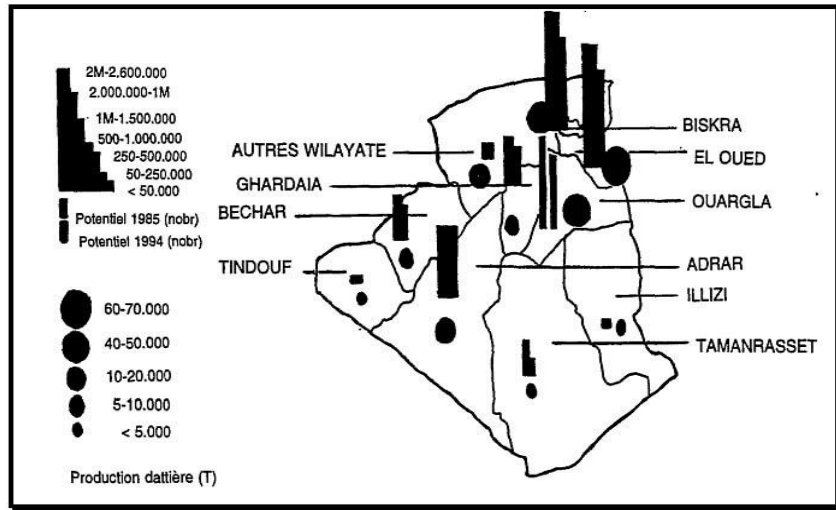 2M-2.600.000
2.000.000-1M
1M-1.500.000
500-1.000.000
250-500.000
50-250.000
< 50.000
Potentiel 1985 (nobr)
Potentiel 1994 (nobr)
60-70.000
40-50.000
10-20.000
5-10.000
< 5.000
Production dattière (T)
AUTRES WILAYATE
GHARDAIA
BECHAR
TINDOUF
BISKRA
EL OUED
OUARGLA
ADRAR
ILLIZI
TAMANRASSET